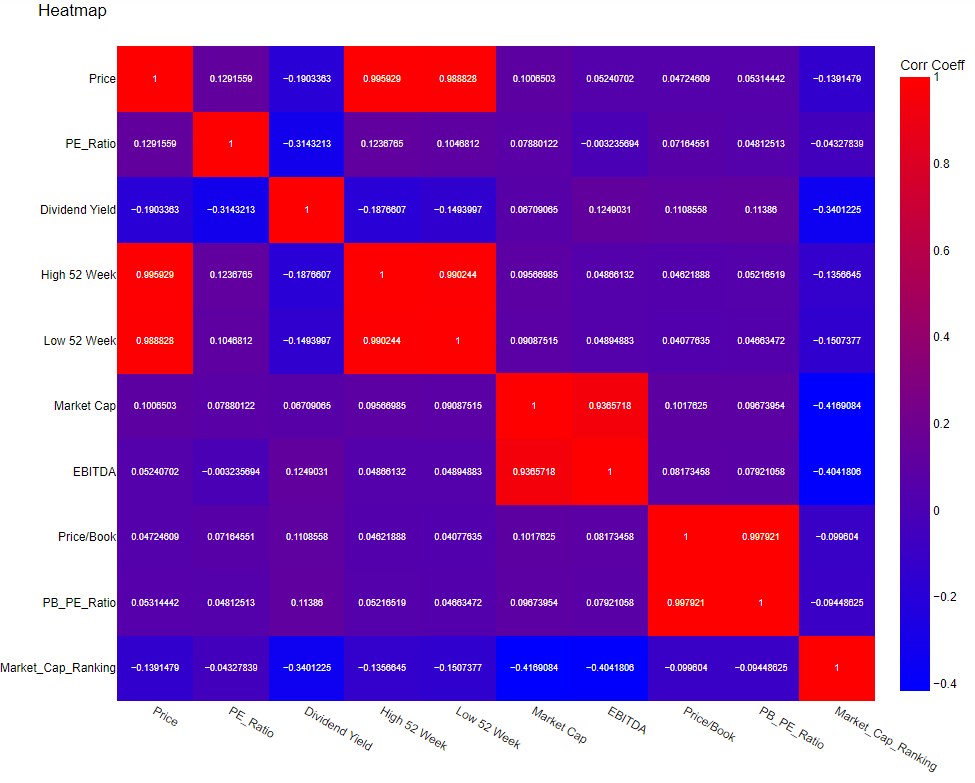 Heatmap
Corr Coeff
Price 1 0.1291559 −0.1903363 0.995929 0.988828 0.1006503 0.05240702 0.04724609 0.05314442 −0.1391479
PE_Ratio 0.1291559 1 −0.3143213 0.1236765 0.1046812 0.07880122 −0.003235694 0.07164551 0.04812513 −0.04327839
Dividend Yield −0.1903363 −0.3143213 1 −0.1876607 −0.1493997 0.06709065 0.1249031 0.1108558 0.11386 −0.3401225
High 52 Week 0.995929 0.1236765 −0.1876607 1 0.990244 0.09566985 0.04866132 0.04621888 0.05216519 −0.1356645
Low 52 Week 0.988828 0.1046812 −0.1493997 0.990244 1 0.09087515 0.04894883 0.04077635 0.04663472 −0.1507377
Market Cap 0.1006503 0.07880122 0.06709065 0.09566985 0.09087515 1 0.9365718 0.1017625 0.09673954 −0.4169084
EBITDA 0.05240702 −0.003235694 0.1249031 0.04866132 0.04894883 0.9365718 1 0.08173458 0.07921058 −0.4041806
Price/Book 0.04724609 0.07164551 0.1108558 0.04621888 0.04077635 0.1017625 0.08173458 1 0.997921 −0.099604
PB_PE_Ratio 0.05314442 0.04812513 0.11386 0.05216519 0.04663472 0.09673954 0.07921058 0.997921 1 −0.09448625
Market_Cap_Ranking −0.1391479 −0.04327839 −0.3401225 −0.1356645 −0.1507377 −0.4169084 −0.4041806 −0.099604 −0.09448625 1
Price PE_Ratio Dividend Yield High 52 Week Low 52 Week Market Cap EBITDA Price/Book PB_PE_Ratio Market_Cap_Ranking
1
0.8
0.6
0.4
0.2
0
−0.2
−0.4